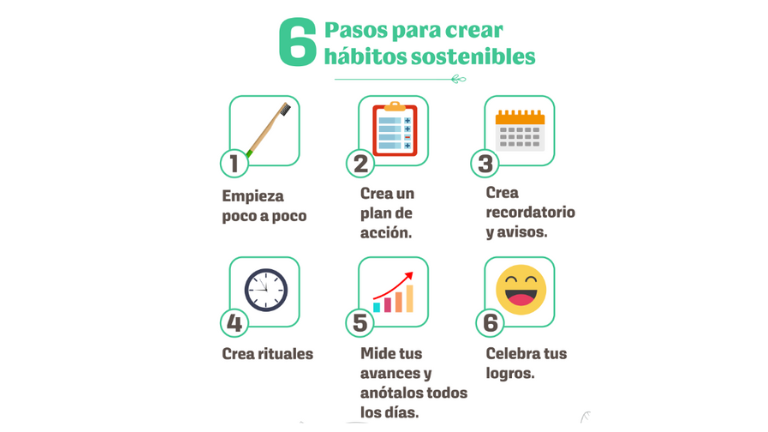 6 Pasos para crear
hábitos sostenibles
1
Empieza
poco a poco
2
Crea un
plan de
acción.
3
Crea
recordatorio
y avisos.
4
Crea rituales
5
Mide tus
avances y
anótalos todos
los días.
6
Celebra tus
logros.